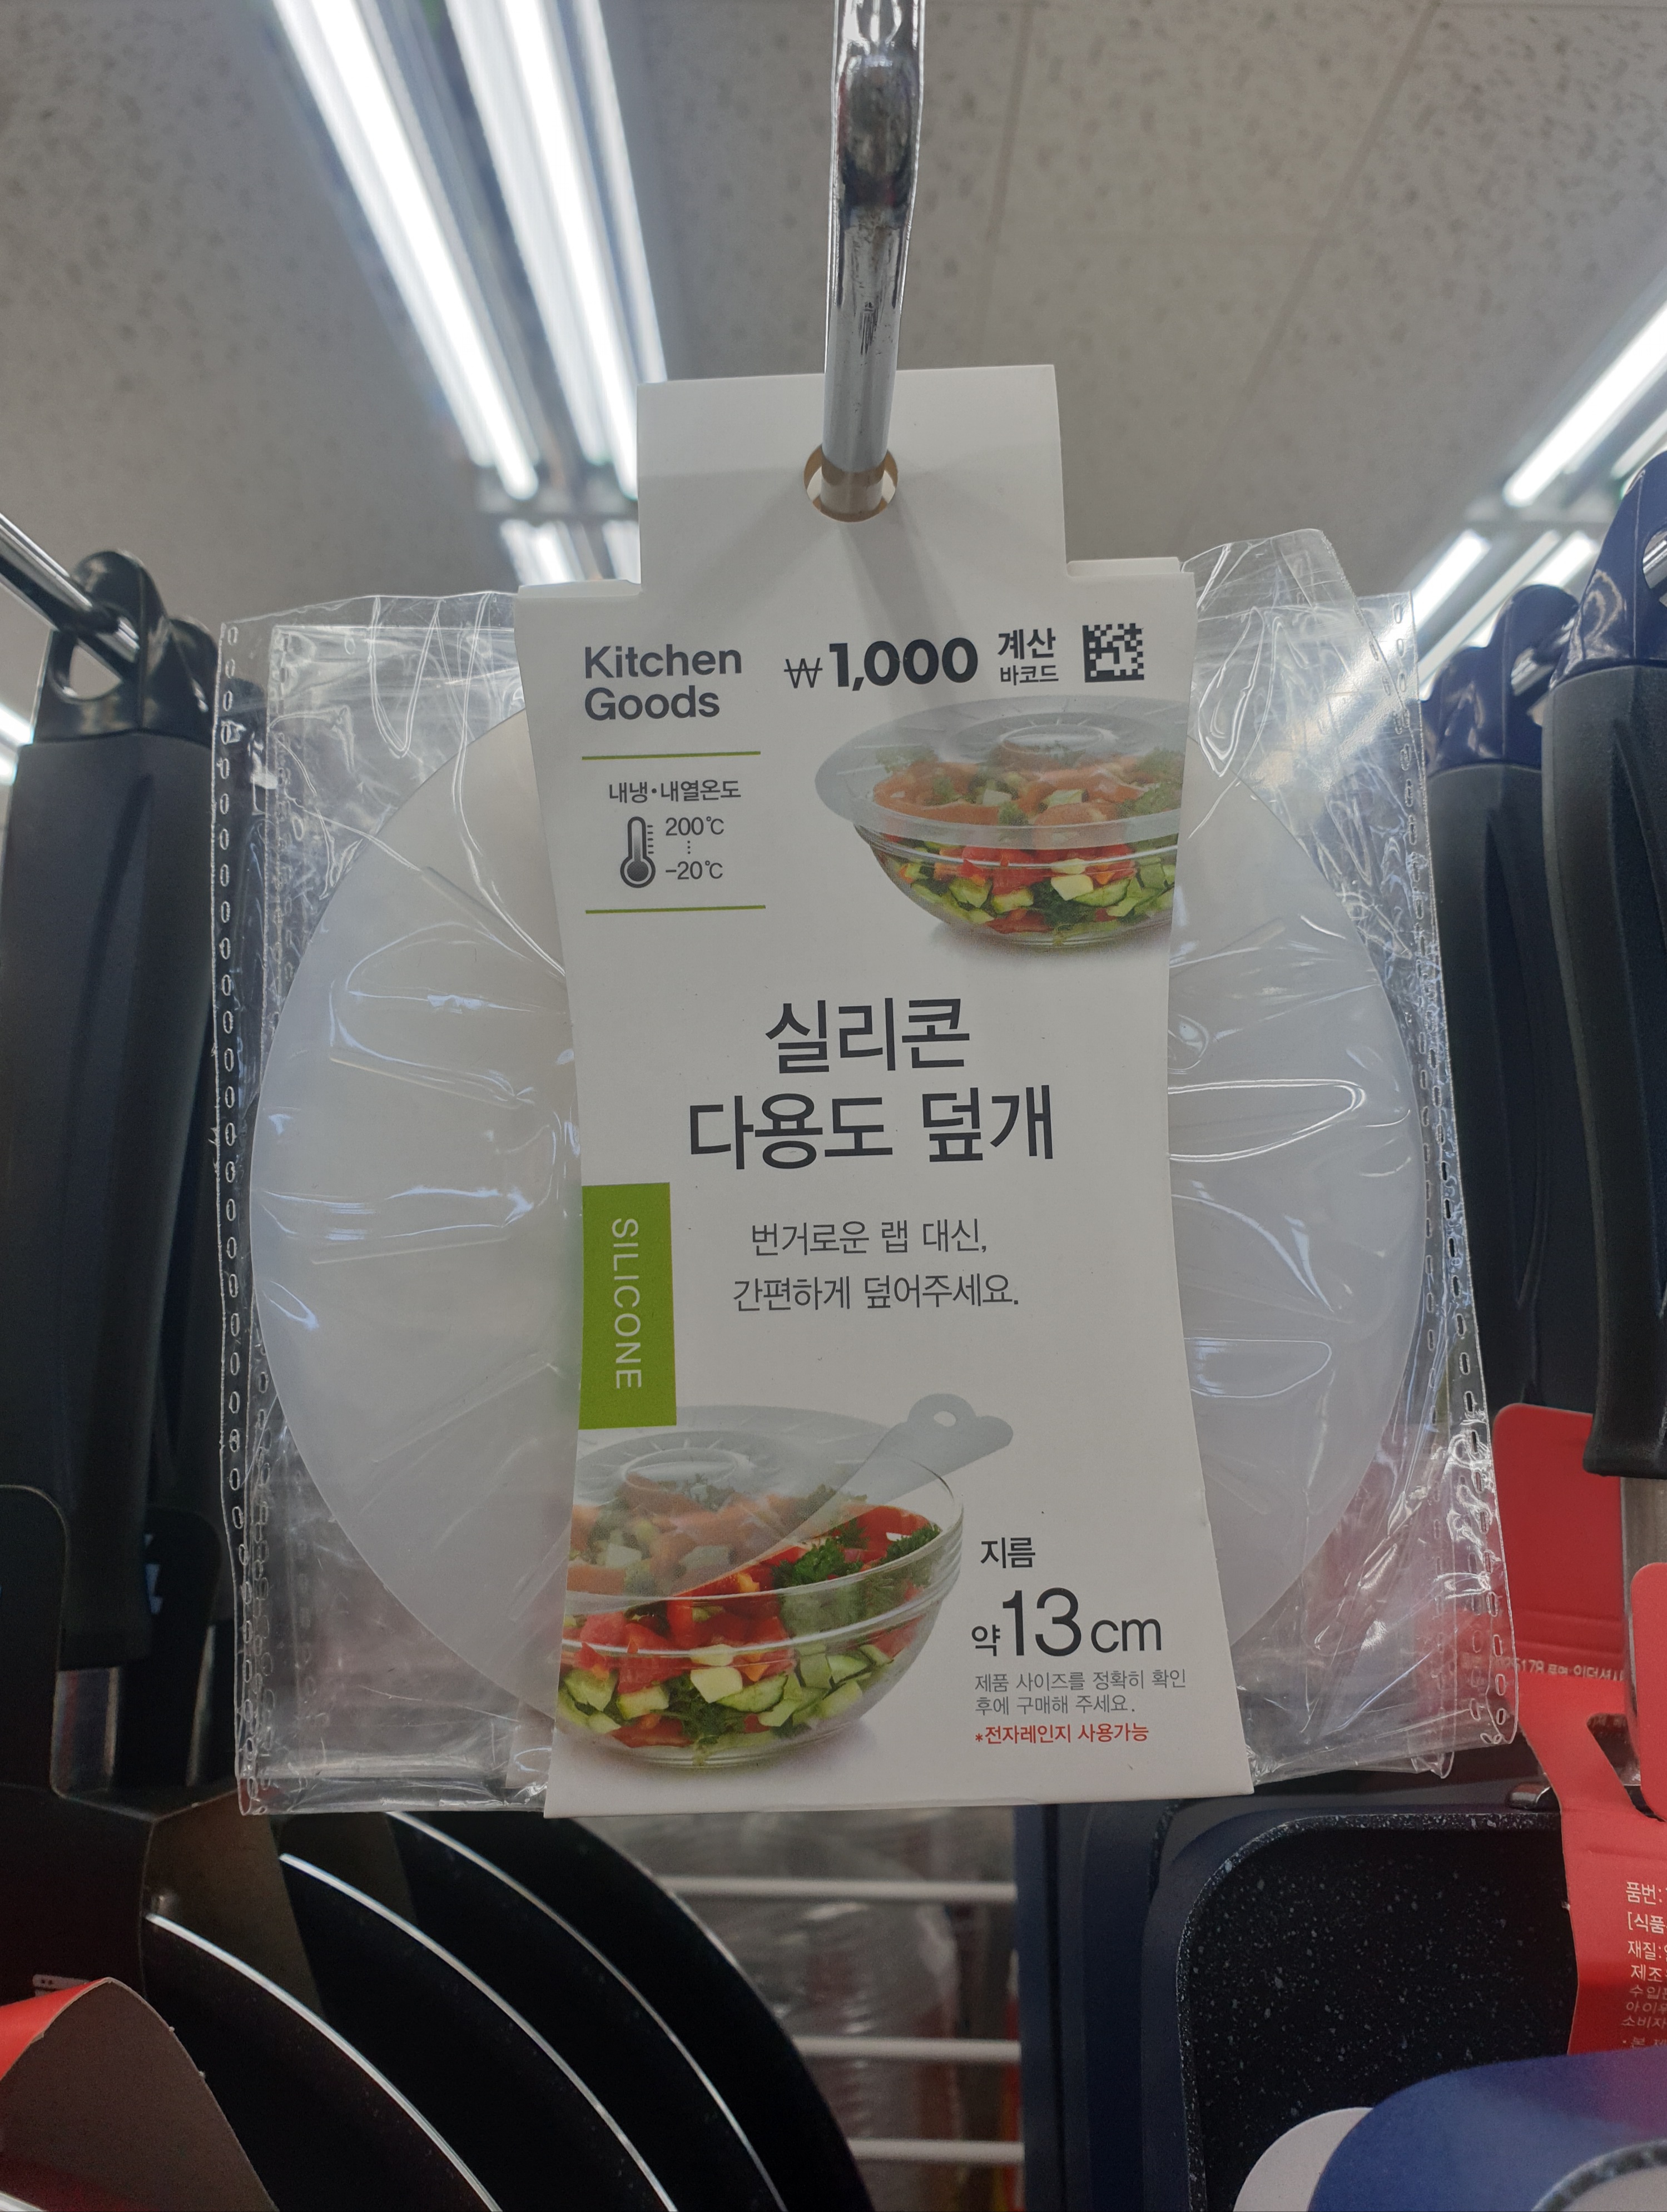 Kitchen
Goods
₩1,000
계산
바코드
내냉•내열온도
200℃
-20℃
실리콘
다용도 덮개
번거로운 랩 대신,
간편하게 덮어주세요.
SILICONE
지름
약13cm
제품 사이즈를 정확히 확인
후에 구매해 주세요.
*전자레인지 사용가능
품번:
[식품
재질:
제조